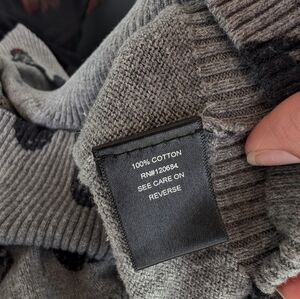 100% COTTON
RN#120684
SEE CARE ON
REVERSE